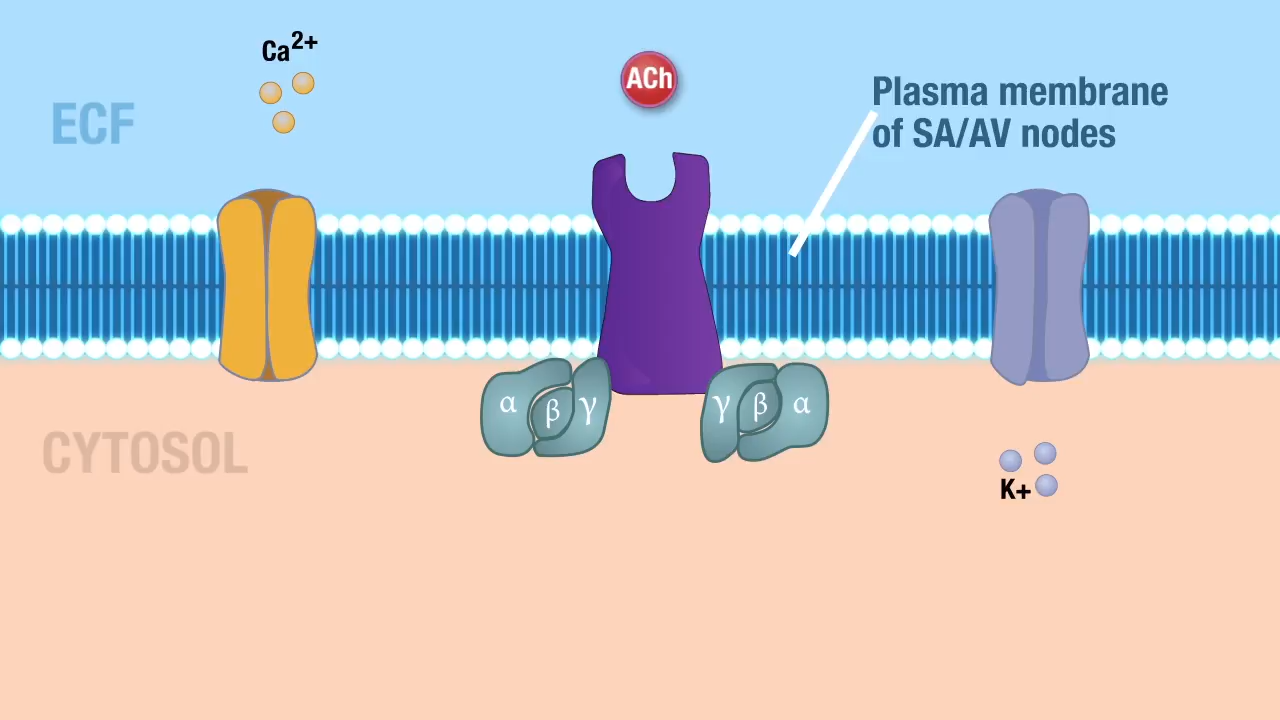 Ca2+
ACh
ECF
Plasma membrane
of SA/AV nodes
α
β
γ
γ
β
α
CYTOSOL
K+